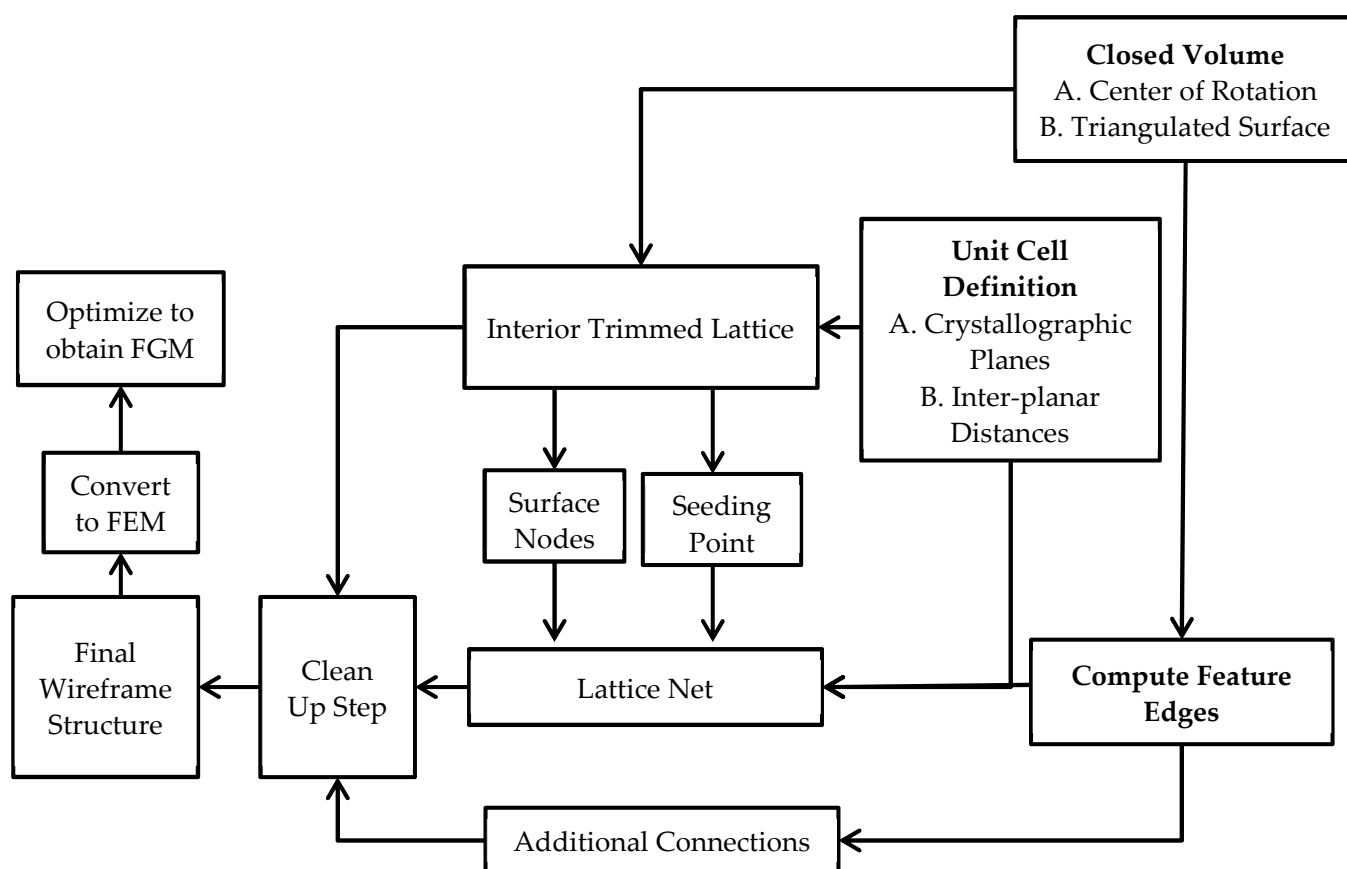 Closed Volume
A. Center of Rotation
B. Triangulated Surface
Unit Cell
Definition
A. Crystallographic
Planes
B. Inter-planar
Distances
Interior Trimmed Lattice
Optimize to
obtain FGM
Convert
to FEM
Surface
Nodes
Seeding
Point
Final
Wireframe
Structure
Clean
Up Step
Lattice Net
Compute Feature
Edges
Additional Connections